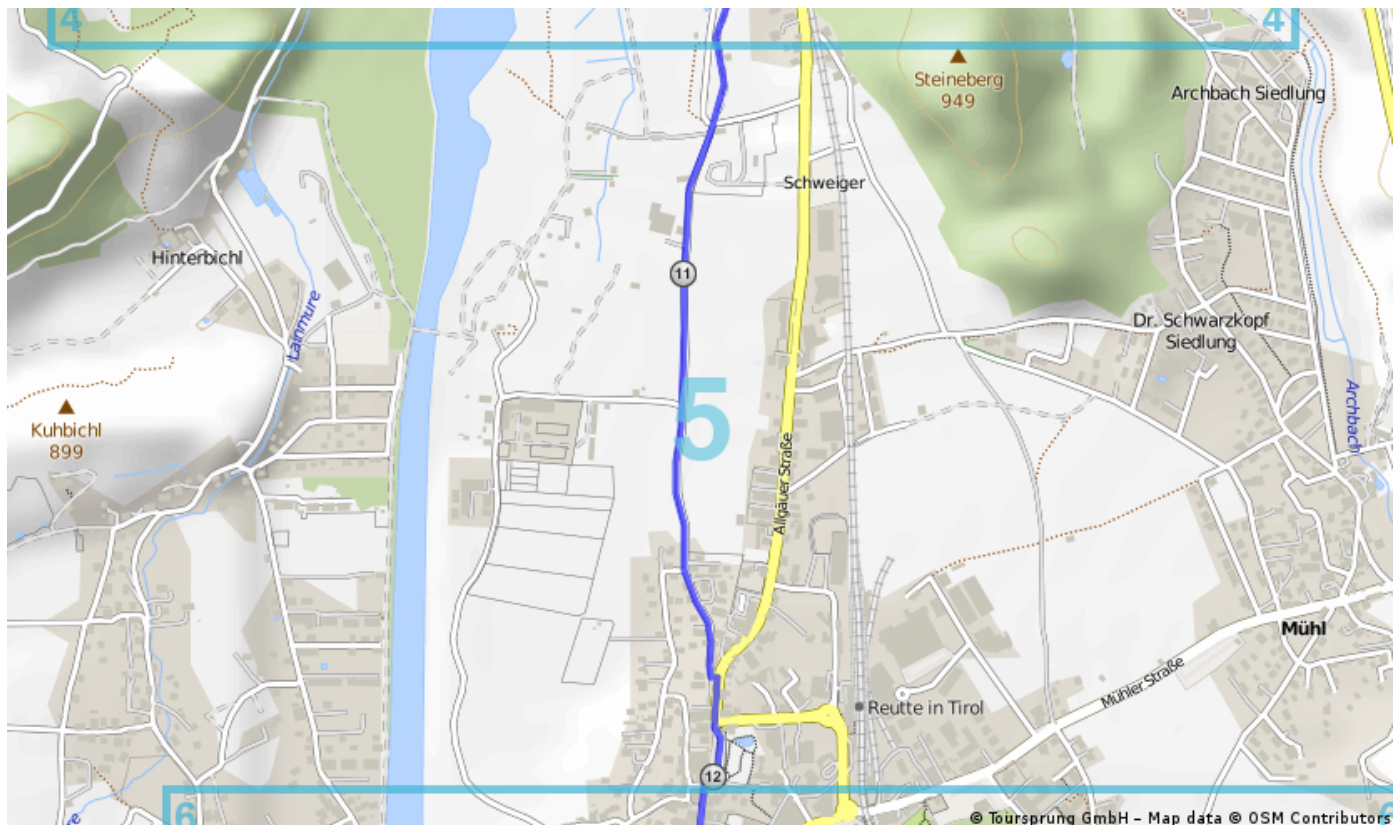 4
4
Steineberg
949
Archbach Siedlung
Schweiger
Hinterbichl
11
Lainmure
Dr. Schwarzkopf
Siedlung
Kuhbichl
899
5
Archbach
Allgäuer Straße
Mühl
Mühler Straße
Reutte in Tirol
12
6
6
© Toursprung GmbH – Map data © OSM Contributors